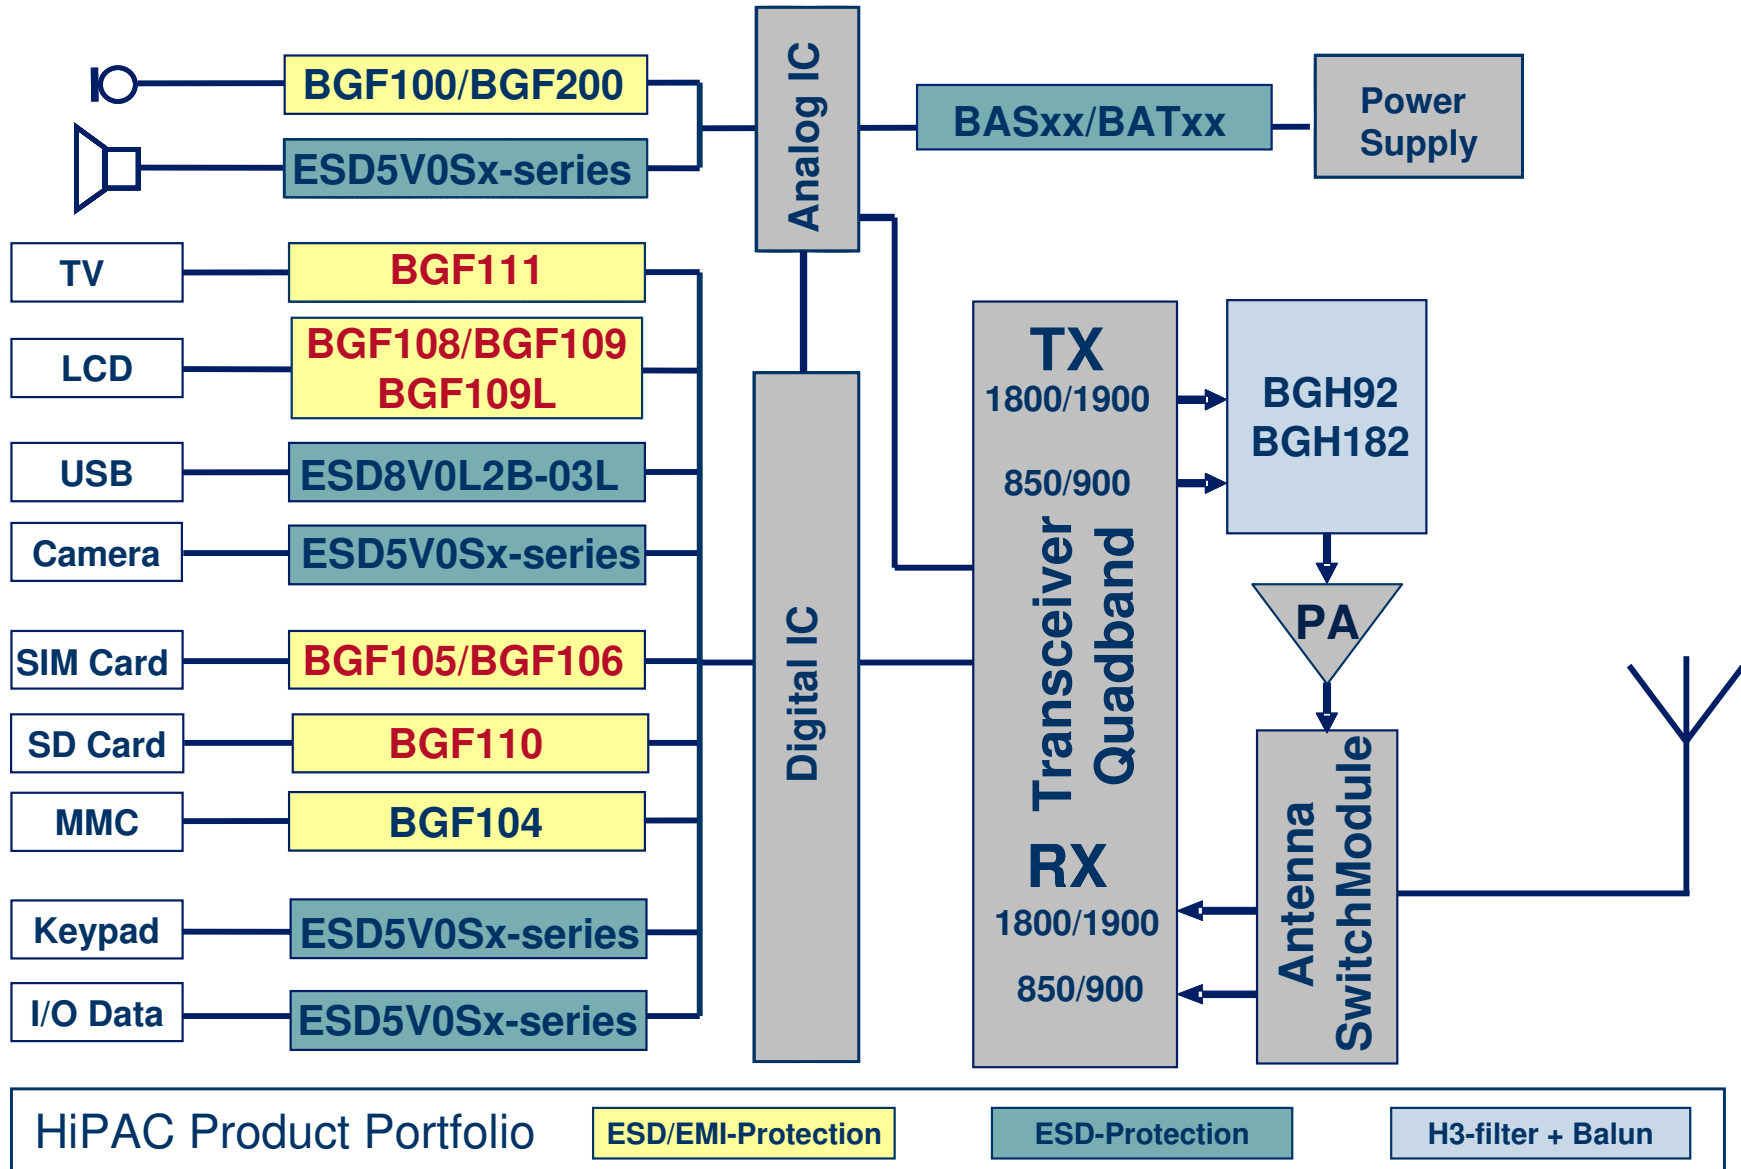 BGF100/BGF200
ESD5V0Sx-series
Analog IC
BASxx/BATxx
Power
Supply
TV
BGF111
LCD
BGF108/BGF109
BGF109L
USB
ESD8V0L2B-03L
Camera
ESD5V0Sx-series
SIM Card
BGF105/BGF106
SD Card
BGF110
MMC
BGF104
Keypad
ESD5V0Sx-series
I/O Data
ESD5V0Sx-series
Digital IC
TX
1800/1900
850/900
Transceiver
Quadband
RX
1800/1900
850/900
BGH92
BGH182
PA
Antenna
SwitchModule
HiPAC Product Portfolio
ESD/EMI-Protection
ESD-Protection
H3-filter + Balun